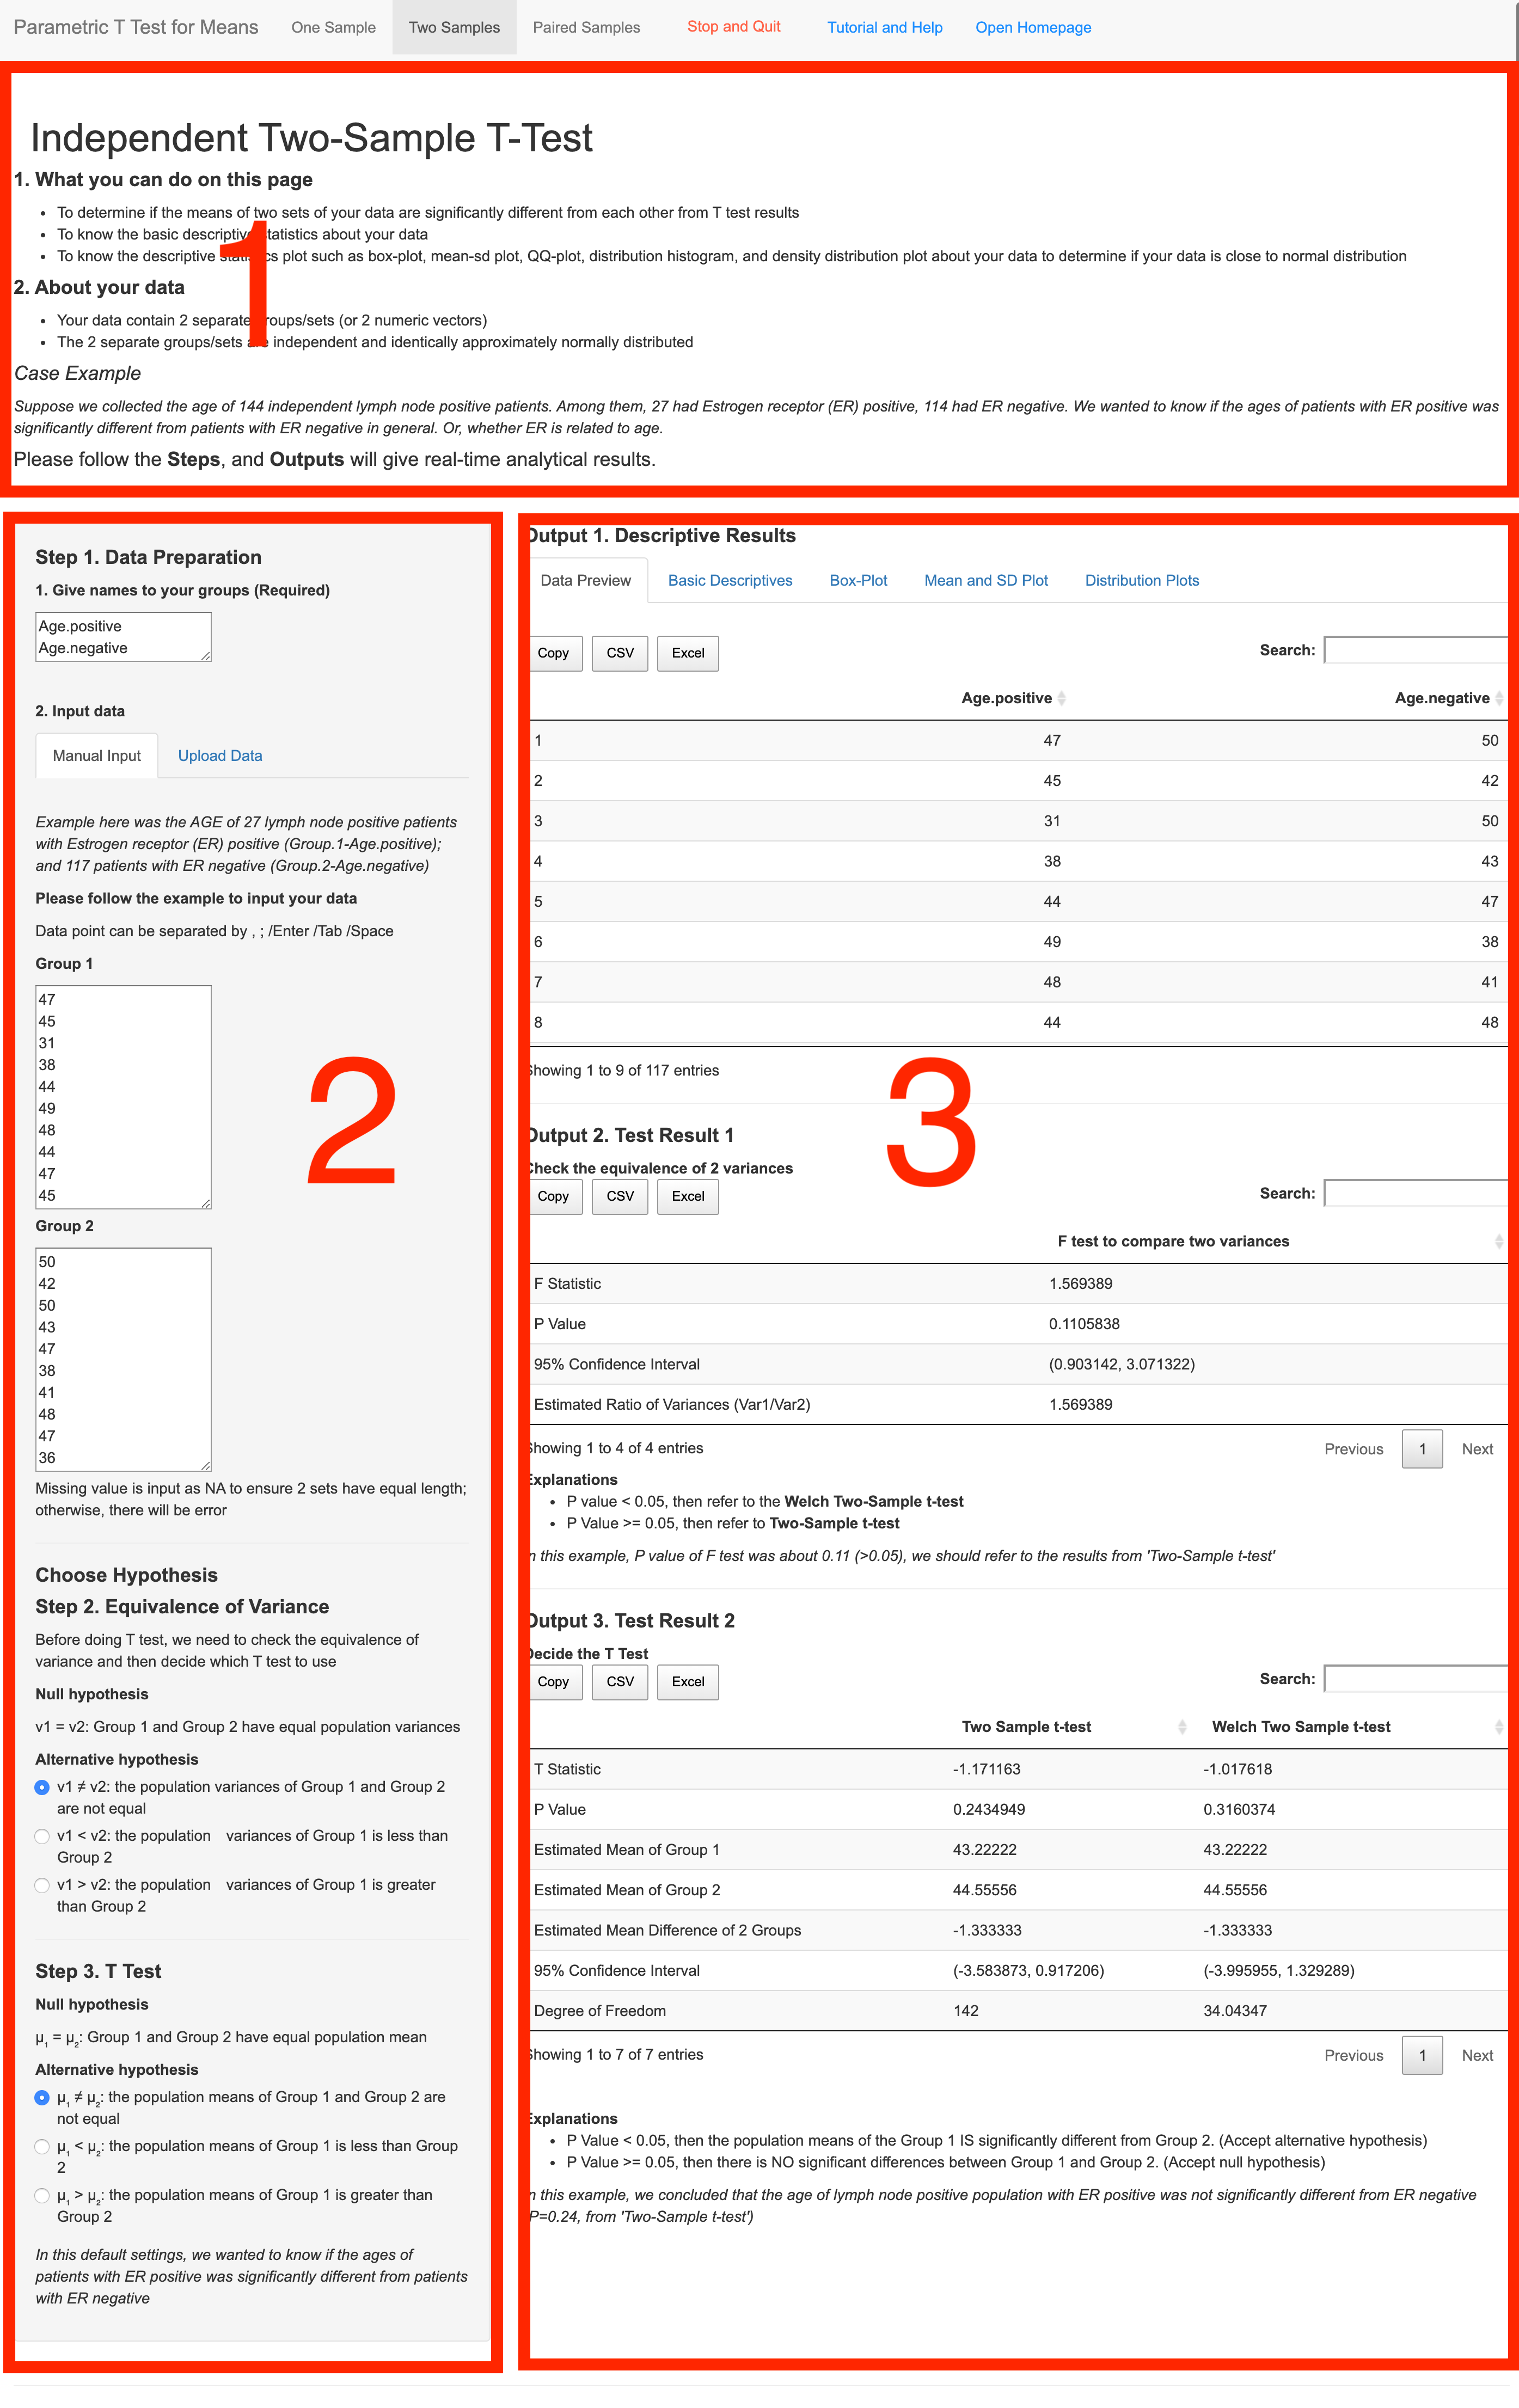 Parametric T Test for Means One Sample Two Samples Paired Samples Stop and Quit Tutorial and Help Open Homepage
Independent Two-Sample T-Test
1. What you can do on this page
• To determine if the means of two sets of your data are significantly different from each other from T test results
• To know the basic descriptive statistics about your data
• To know the descriptive statistics plot such as box-plot, mean-sd plot, QQ-plot, distribution histogram, and density distribution plot about your data to determine if your data is close to normal distribution
1
2. About your data
• Your data contain 2 separate groups/sets (or 2 numeric vectors)
• The 2 separate groups/sets are independent and identically approximately normally distributed
Case Example
Suppose we collected the age of 144 independent lymph node positive patients. Among them, 27 had Estrogen receptor (ER) positive, 114 had ER negative. We wanted to know if the ages of patients with ER positive was
significantly different from patients with ER negative in general. Or, whether ER is related to age.
Please follow the Steps, and Outputs will give real-time analytical results.
Step 1. Data Preparation
1. Give names to your groups (Required)
Age.positive
Age.negative
2. Input data
Manual Input Upload Data
Example here was the AGE of 27 lymph node positive patients
with Estrogen receptor (ER) positive (Group.1-Age.positive);
and 117 patients with ER negative (Group.2-Age.negative)
Please follow the example to input your data
Data point can be separated by , ; /Enter /Tab /Space
Group 1
47
45
31
38
44
49
48
44
47
45
2
Group 2
50
42
50
43
47
38
41
48
47
36
Missing value is input as NA to ensure 2 sets have equal length;
otherwise, there will be error
Choose Hypothesis
Step 2. Equivalence of Variance
Before doing T test, we need to check the equivalence of
variance and then decide which T test to use
Null hypothesis
v1 = v2: Group 1 and Group 2 have equal population variances
Alternative hypothesis
v1 ≠ v2: the population variances of Group 1 and Group 2
are not equal
v1 < v2: the population variances of Group 1 is less than
Group 2
v1 > v2: the population variances of Group 1 is greater
than Group 2
Step 3. T Test
Null hypothesis
μ₁ = μ₂: Group 1 and Group 2 have equal population mean
Alternative hypothesis
μ₁ ≠ μ₂: the population means of Group 1 and Group 2 are
not equal
μ₁ < μ₂: the population means of Group 1 is less than Group
2
μ₁ > μ₂: the population means of Group 1 is greater than
Group 2
In this default settings, we wanted to know if the ages of
patients with ER positive was significantly different from patients
with ER negative
Output 1. Descriptive Results
Data Preview Basic Descriptives Box-Plot Mean and SD Plot Distribution Plots
Copy CSV Excel Search:
Age.positive Age.negative
1 47 50
2 45 42
3 31 50
4 38 43
5 44 47
6 49 38
7 48 41
8 44 48
Showing 1 to 9 of 117 entries
3
Output 2. Test Result 1
Check the equivalence of 2 variances
Copy CSV Excel Search:
F test to compare two variances
F Statistic 1.569389
P Value 0.1105838
95% Confidence Interval (0.903142, 3.071322)
Estimated Ratio of Variances (Var1/Var2) 1.569389
Showing 1 to 4 of 4 entries Previous 1 Next
Explanations
• P value < 0.05, then refer to the Welch Two-Sample t-test
• P Value >= 0.05, then refer to Two-Sample t-test
In this example, P value of F test was about 0.11 (>0.05), we should refer to the results from 'Two-Sample t-test'
Output 3. Test Result 2
Decide the T Test
Copy CSV Excel Search:
Two Sample t-test Welch Two Sample t-test
T Statistic -1.171163 -1.017618
P Value 0.2434949 0.3160374
Estimated Mean of Group 1 43.22222 43.22222
Estimated Mean of Group 2 44.55556 44.55556
Estimated Mean Difference of 2 Groups -1.333333 -1.333333
95% Confidence Interval (-3.583873, 0.917206) (-3.995955, 1.329289)
Degree of Freedom 142 34.04347
Showing 1 to 7 of 7 entries Previous 1 Next
Explanations
• P Value < 0.05, then the population means of the Group 1 IS significantly different from Group 2. (Accept alternative hypothesis)
• P Value >= 0.05, then there is NO significant differences between Group 1 and Group 2. (Accept null hypothesis)
In this example, we concluded that the age of lymph node positive population with ER positive was not significantly different from ER negative
P=0.24, from 'Two-Sample t-test')